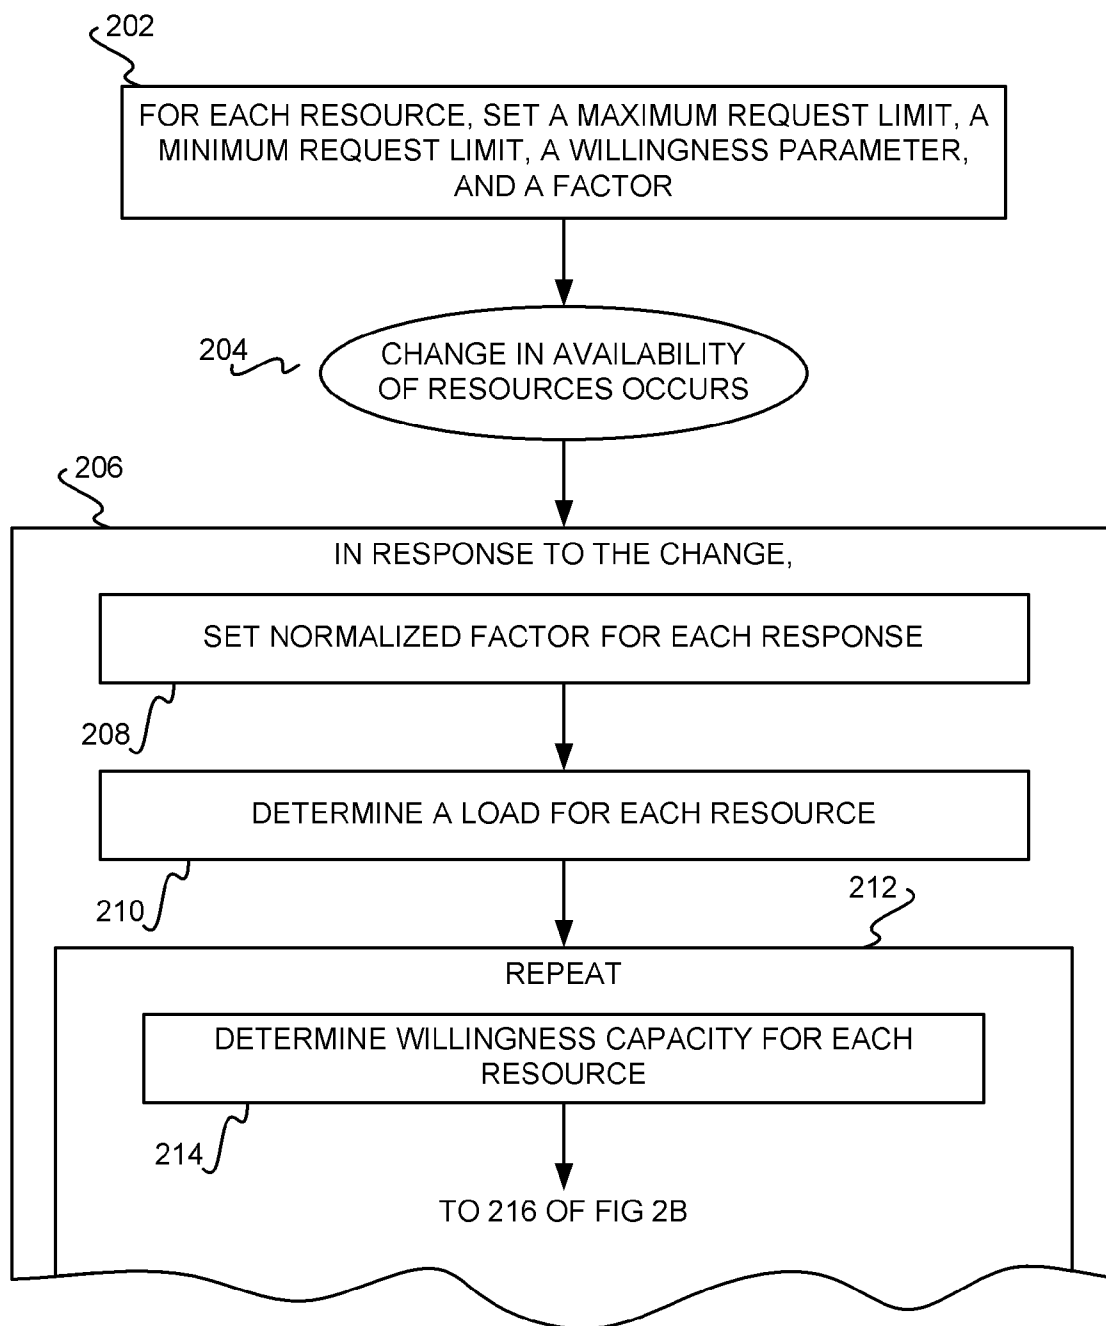 202
FOR EACH RESOURCE, SET A MAXIMUM REQUEST LIMIT, A
MINIMUM REQUEST LIMIT, A WILLINGNESS PARAMETER,
AND A FACTOR
204
CHANGE IN AVAILABILITY
OF RESOURCES OCCURS
206
IN RESPONSE TO THE CHANGE,
SET NORMALIZED FACTOR FOR EACH RESPONSE
208
DETERMINE A LOAD FOR EACH RESOURCE
210
212
REPEAT
DETERMINE WILLINGNESS CAPACITY FOR EACH
RESOURCE
214
TO 216 OF FIG 2B